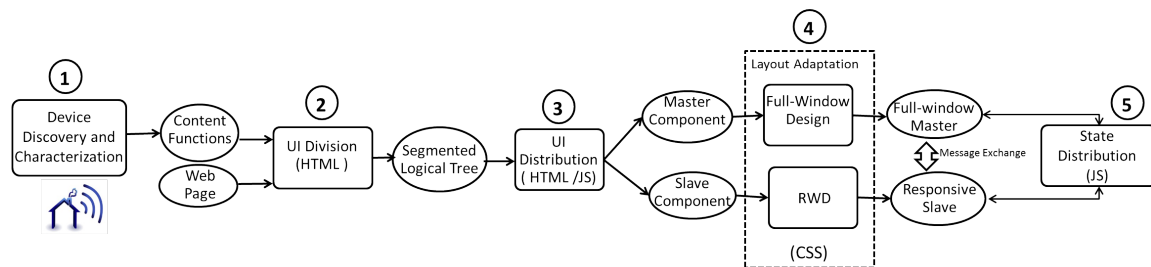 1
Device
Discovery and
Characterization
Content
Functions
Web
Page
2
UI Division
(HTML )
Segmented
Logical Tree
3
UI
Distribution
( HTML /JS)
Master
Component
Slave
Component
4
Layout Adaptation
Full-Window
Design
RWD
(CSS)
Full-window
Master
Message Exchange
Responsive
Slave
5
State
Distribution
(JS)